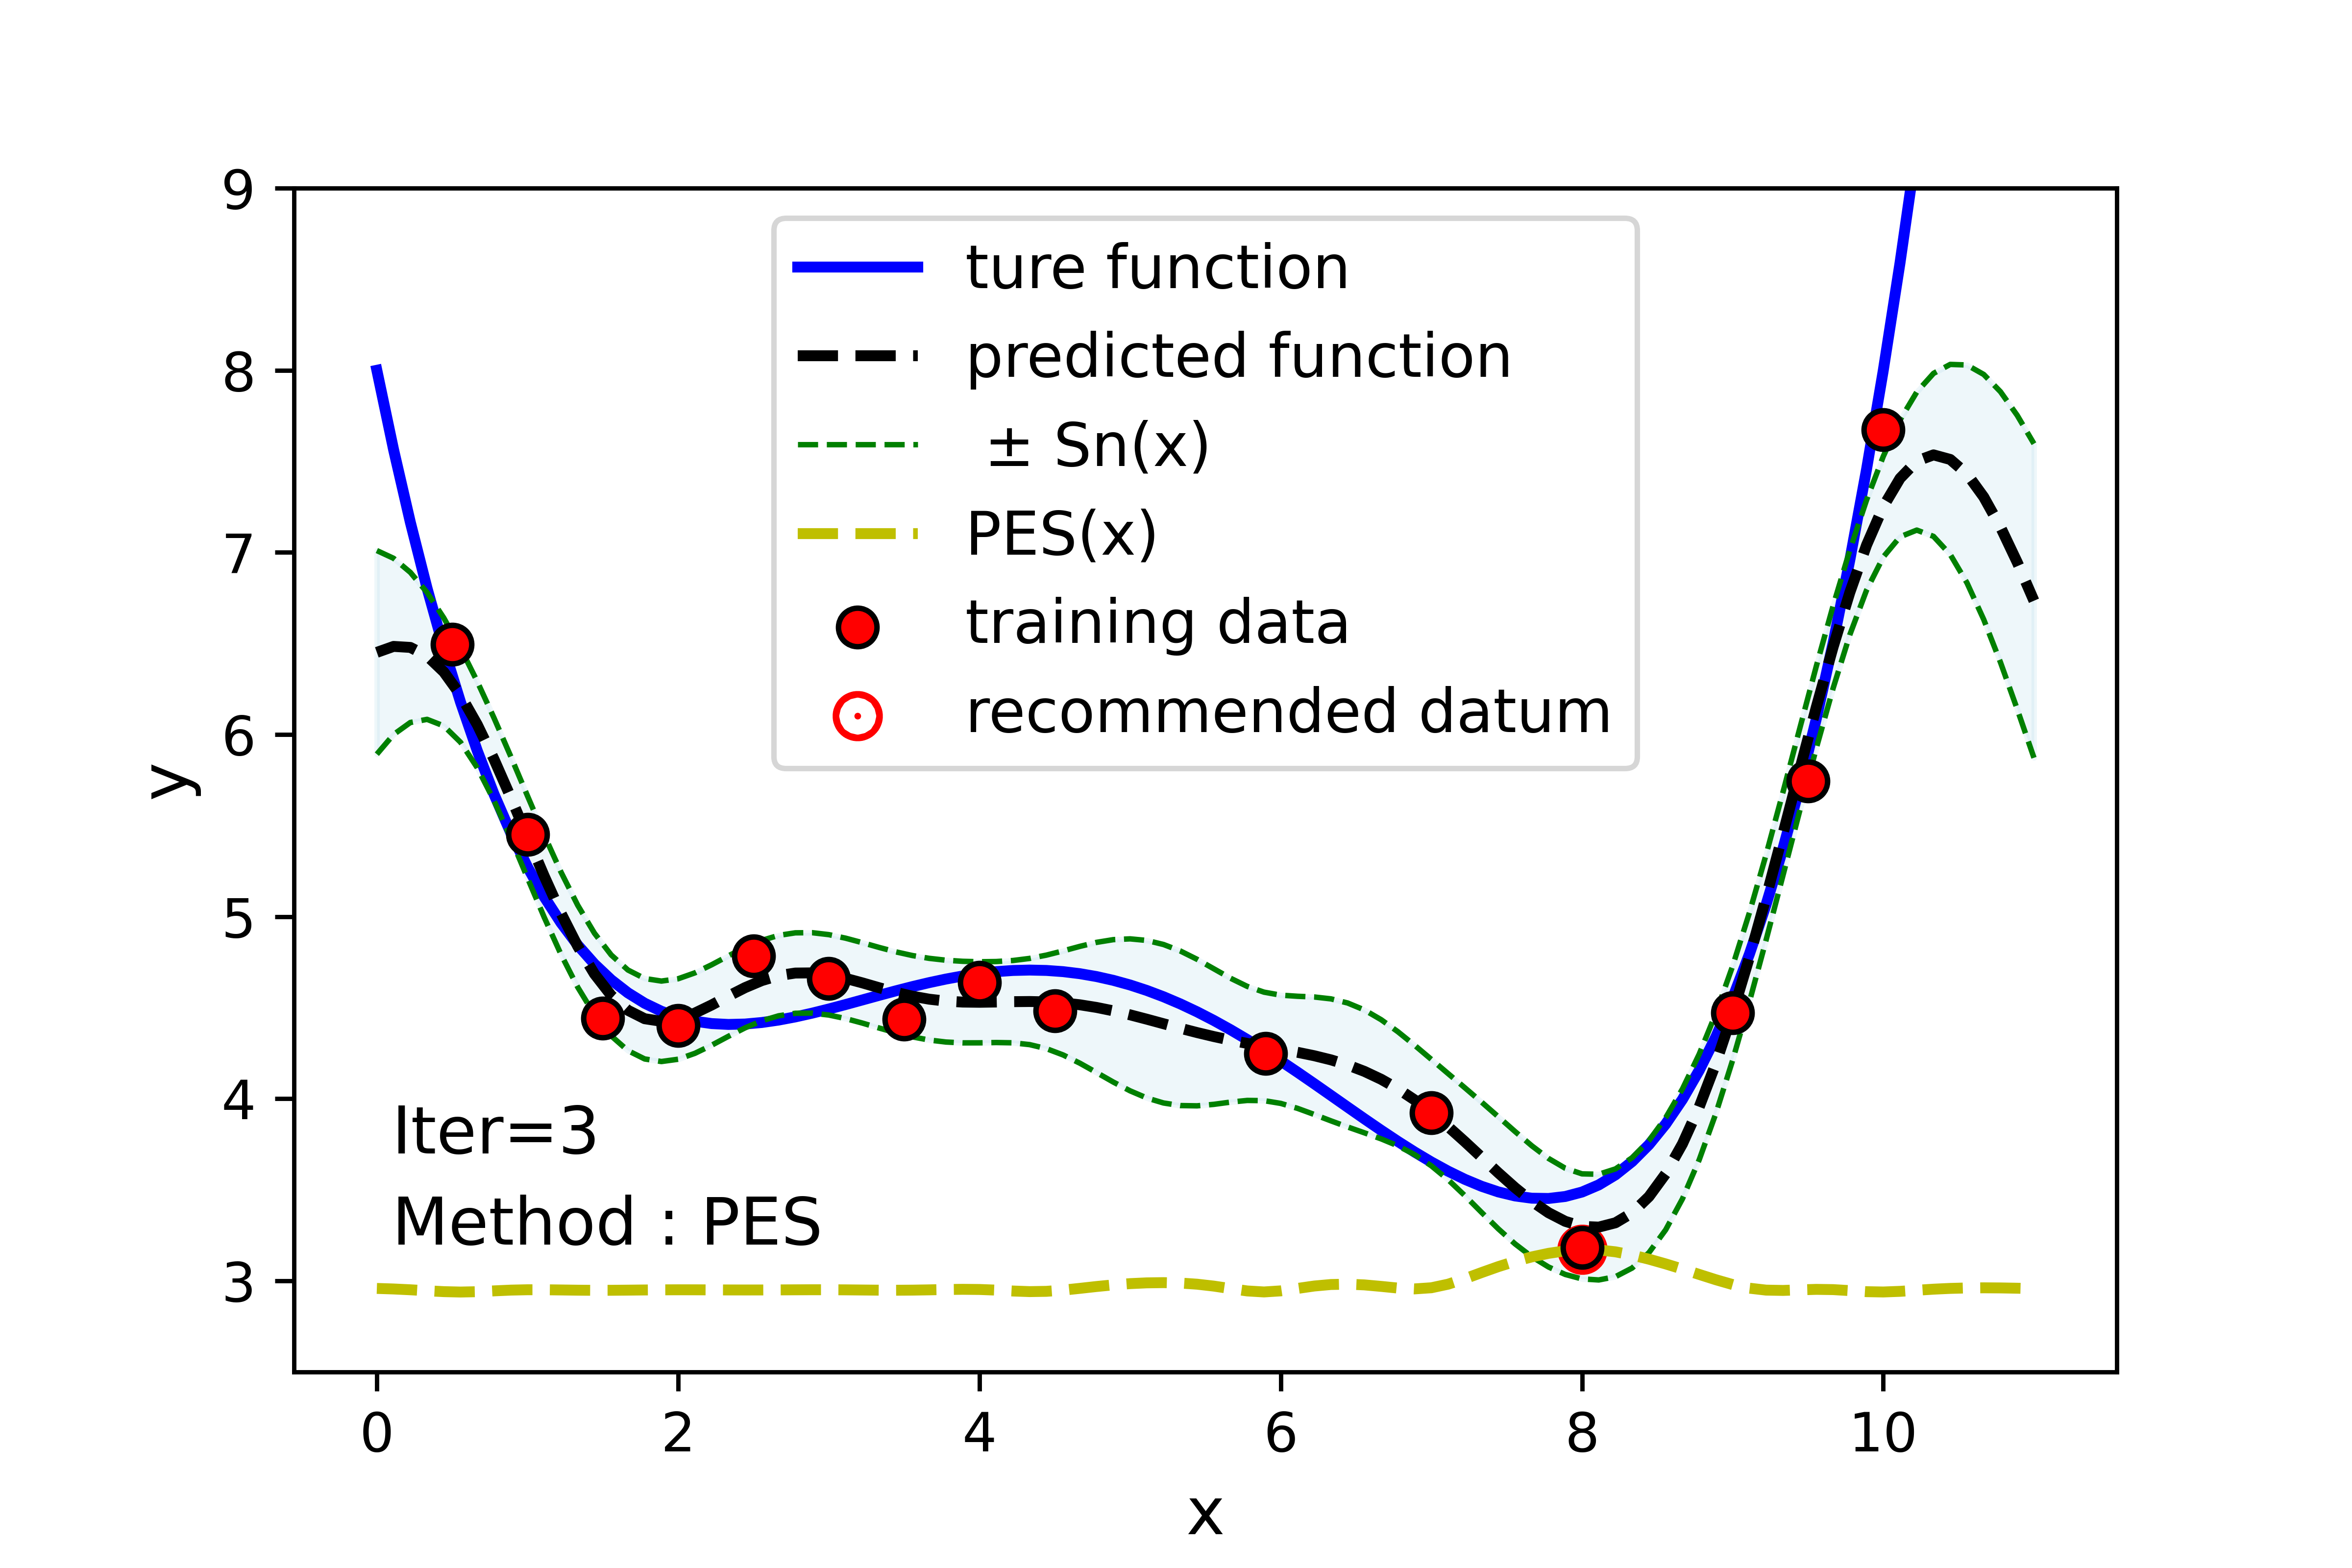 9
8
7
6
5
4
3
y
ture function
predicted function
± Sn(x)
PES(x)
training data
recommended datum
Iter=3
Method : PES
0 2 4 6 8 10
x